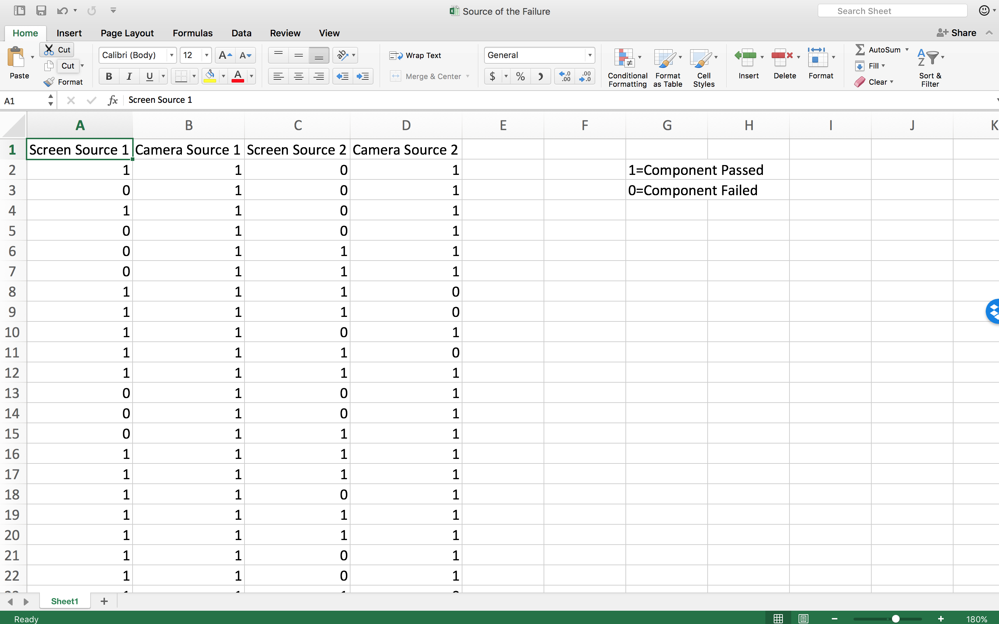 Source of the Failure
Search Sheet
Home Insert Page Layout Formulas Data Review View Share
Paste
Cut
Cut
Format
Calibri (Body) 12
B I U
Wrap Text
Merge & Center
General
$ %
Conditional Formatting
Format as Table
Cell Styles
Insert Delete Format
AutoSum
Fill
Clear
Sort & Filter
A1 fx Screen Source 1
A B C D E F G H I J K
1 Screen Source 1 Camera Source 1 Screen Source 2 Camera Source 2
2 1 1 0 1 1=Component Passed
3 0 1 0 1 0=Component Failed
4 1 1 0 1
5 0 1 0 1
6 0 1 1 1
7 0 1 1 1
8 1 1 1 0
9 1 1 1 0
10 1 1 0 1
11 1 1 1 0
12 1 1 1 1
13 0 1 0 1
14 0 1 0 1
15 0 1 1 1
16 1 1 1 1
17 1 1 1 1
18 1 1 0 1
19 1 1 1 1
20 1 1 1 1
21 1 1 0 1
22 1 1 0 1
Sheet1
Ready 180%